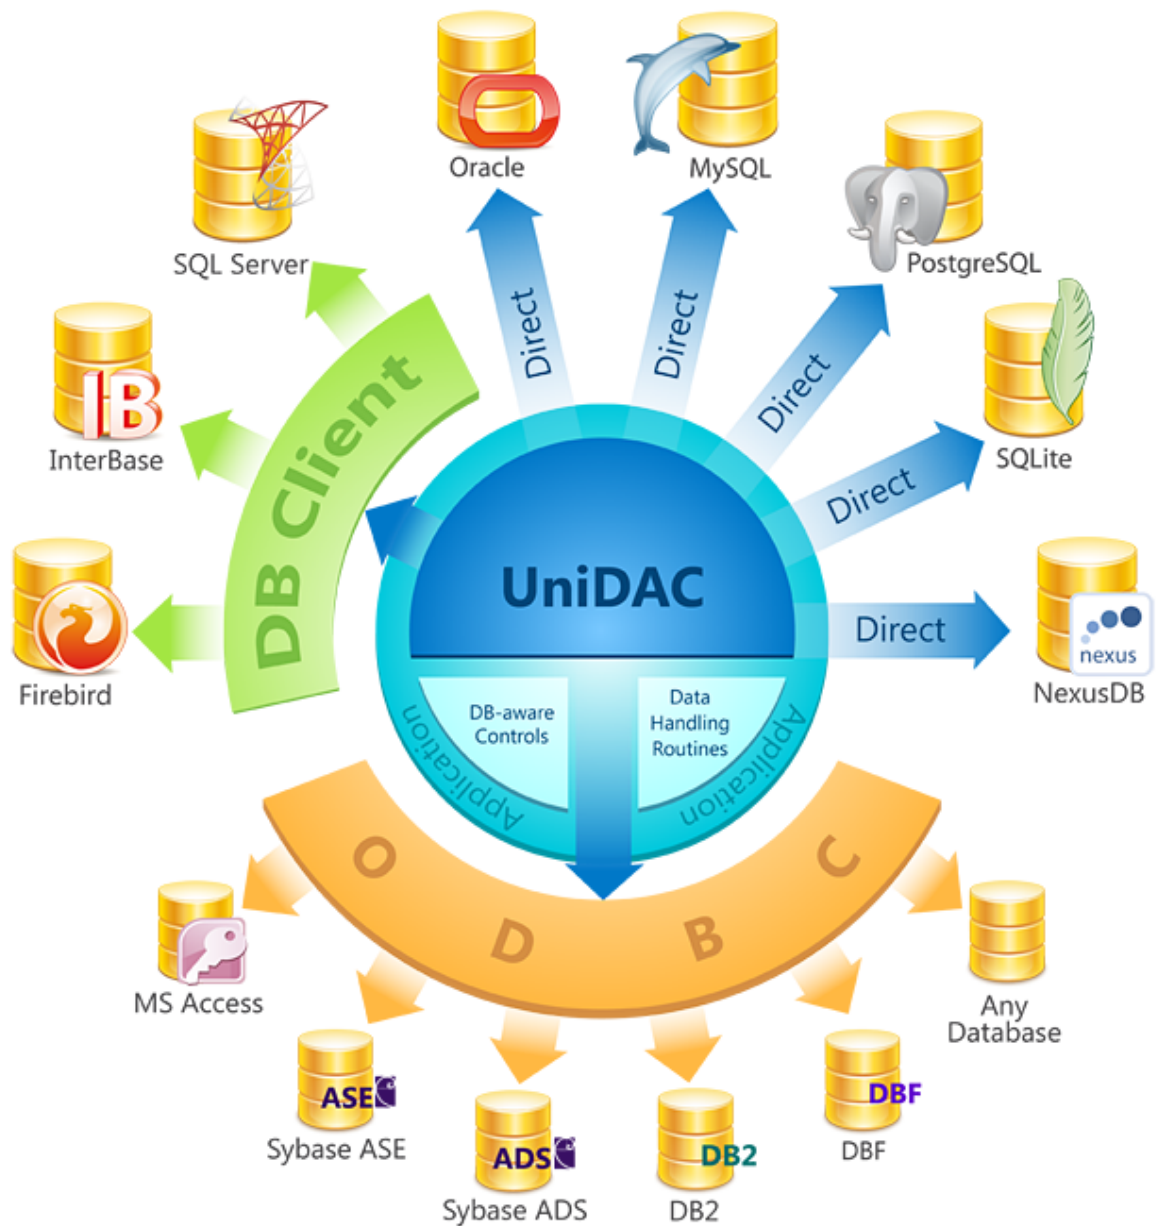 Oracle
MySQL
SQL Server
PostgreSQL
Direct
Direct
Direct
IB
InterBase
DB Client
SQLite
Direct
UniDAC
Direct
nexus
Firebird
NexusDB
DB-aware
Controls
Data
Handling
Routines
Application
Application
O
D
B
C
MS Access
Any
Database
ASE
Sybase ASE
ADS
Sybase ADS
DB2
DB2
DBF
DBF